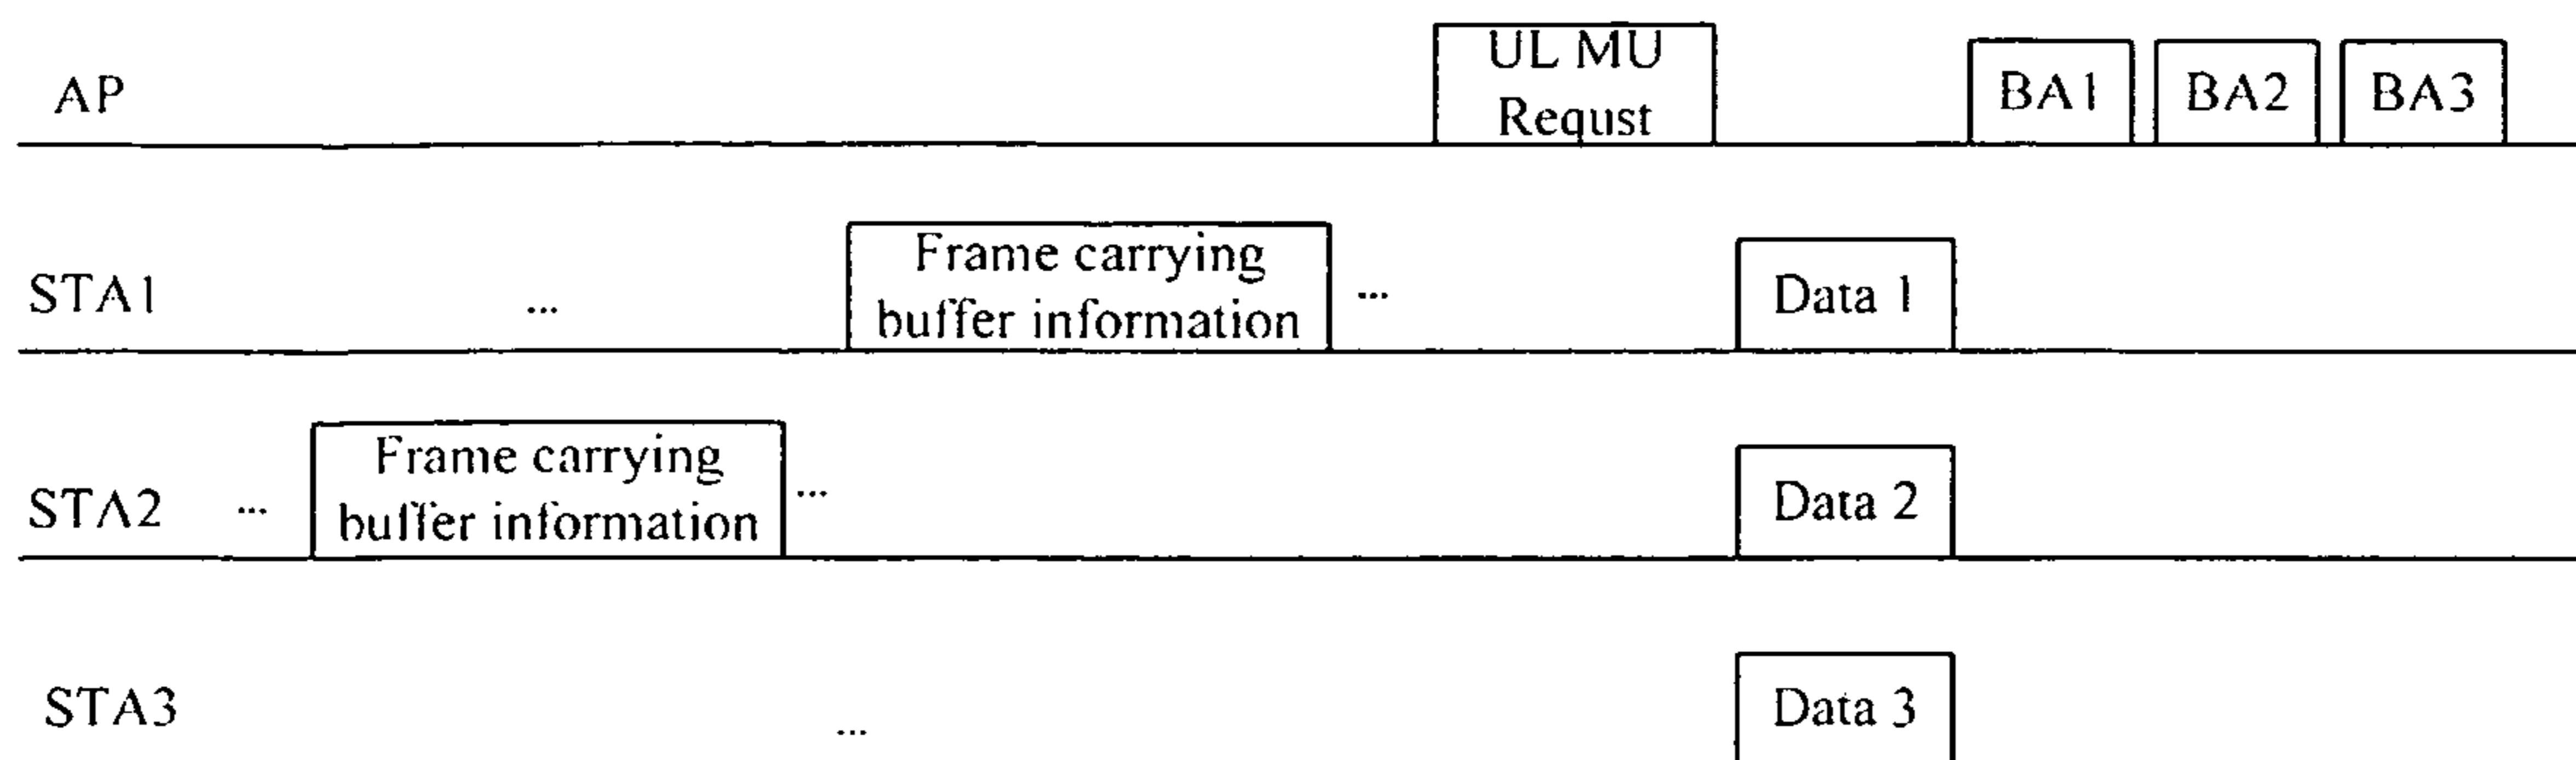 UL MU
Requst
AP
BA1
BA2
BA3
Frame carrying
buffer information
STA1
...
...
Data 1
Frame carrying
buffer information
STA2
...
...
Data 2
STA3
...
Data 3